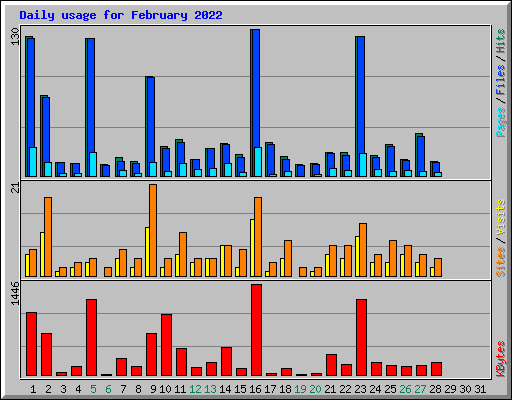 Daily usage for February 2022
130
Pages / Files / Hits
21
Sites / Visits
1446
KBytes
1 2 3 4 5 6 7 8 9 10 11 12 13 14 15 16 17 18 19 20 21 22 23 24 25 26 27 28 29 30 31